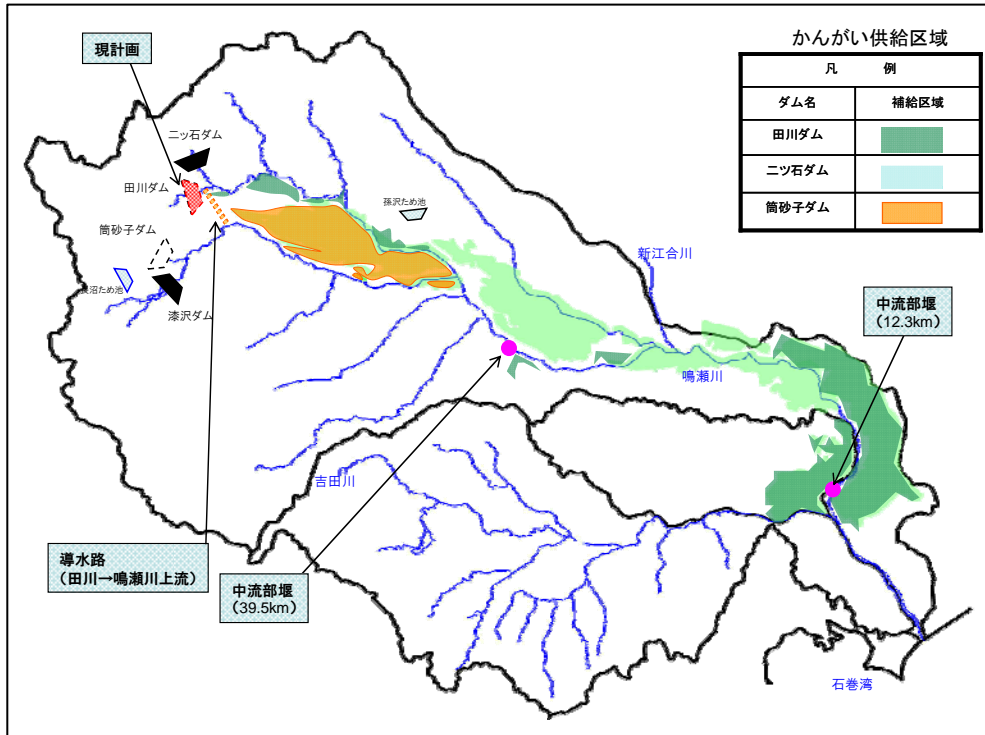 かんがい供給区域
凡　　例
ダム名　補給区域
田川ダム
二ツ石ダム
筒砂子ダム
現計画
二ツ石ダム
田川ダム
筒砂子ダム
漆沢ダム
孫沢ため池
新江合川
中流部堰
（12.3km）
鳴瀬川
吉田川
導水路
（田川→鳴瀬川上流）
中流部堰
（39.5km）
石巻湾